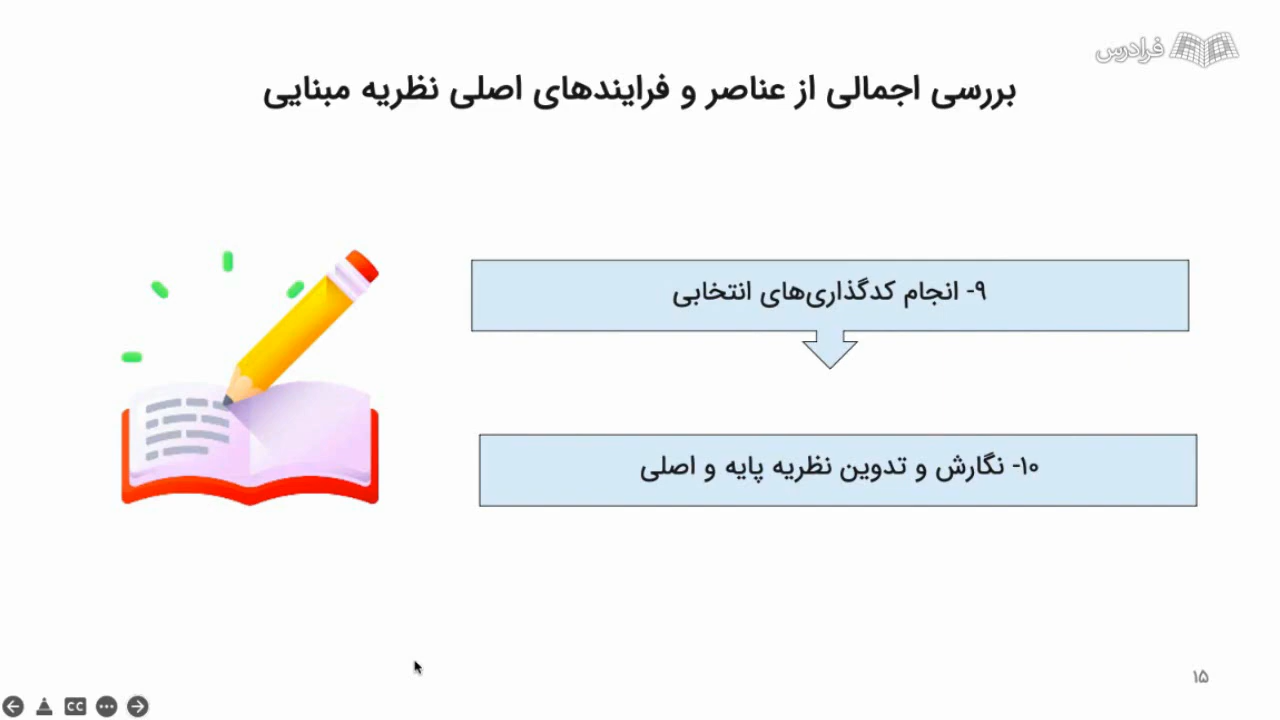 فرادرس
بررسی اجمالی از عناصر و فرایندهای اصلی نظریه مبنایی
۹- انجام کدگذاری‌های انتخابی
۱۰- نگارش و تدوین نظریه پایه و اصلی
۱۵
CC